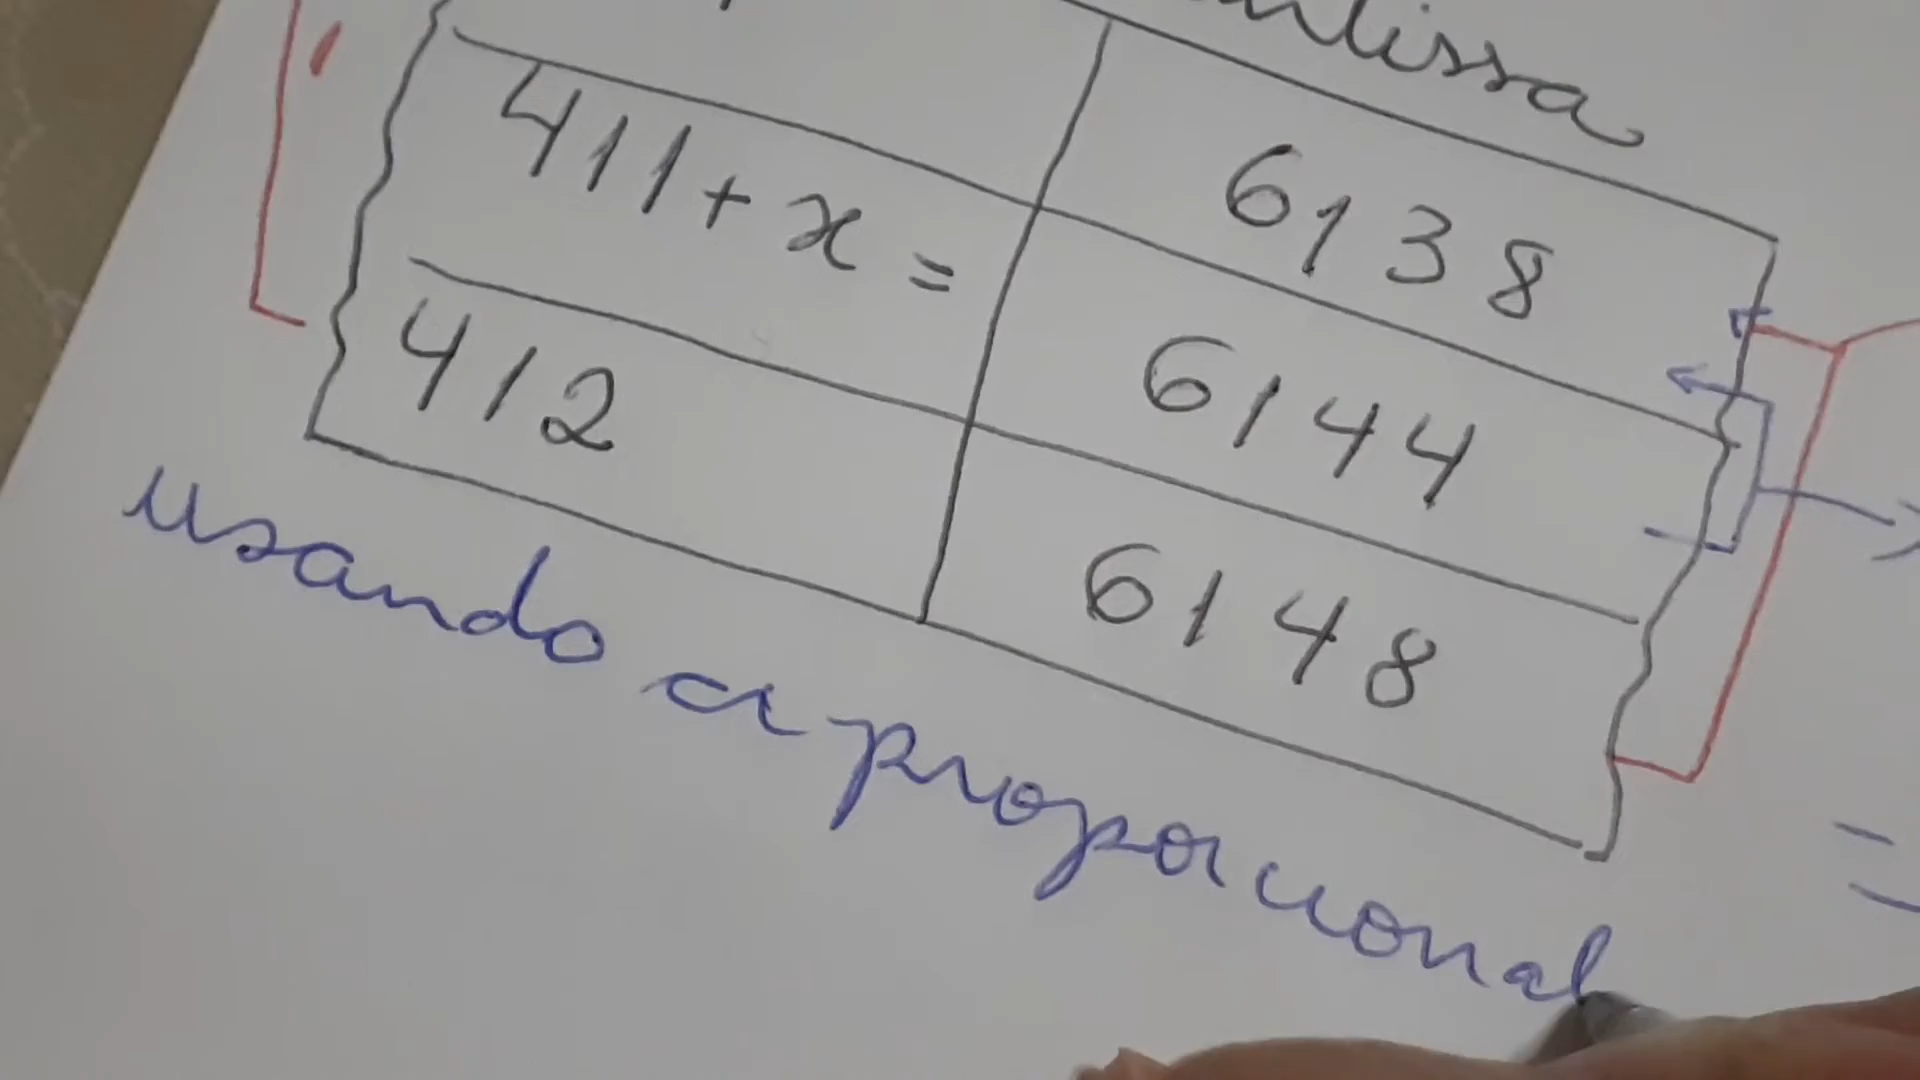 6138
411+x= 6144
412 6148
usando a proporcional
=